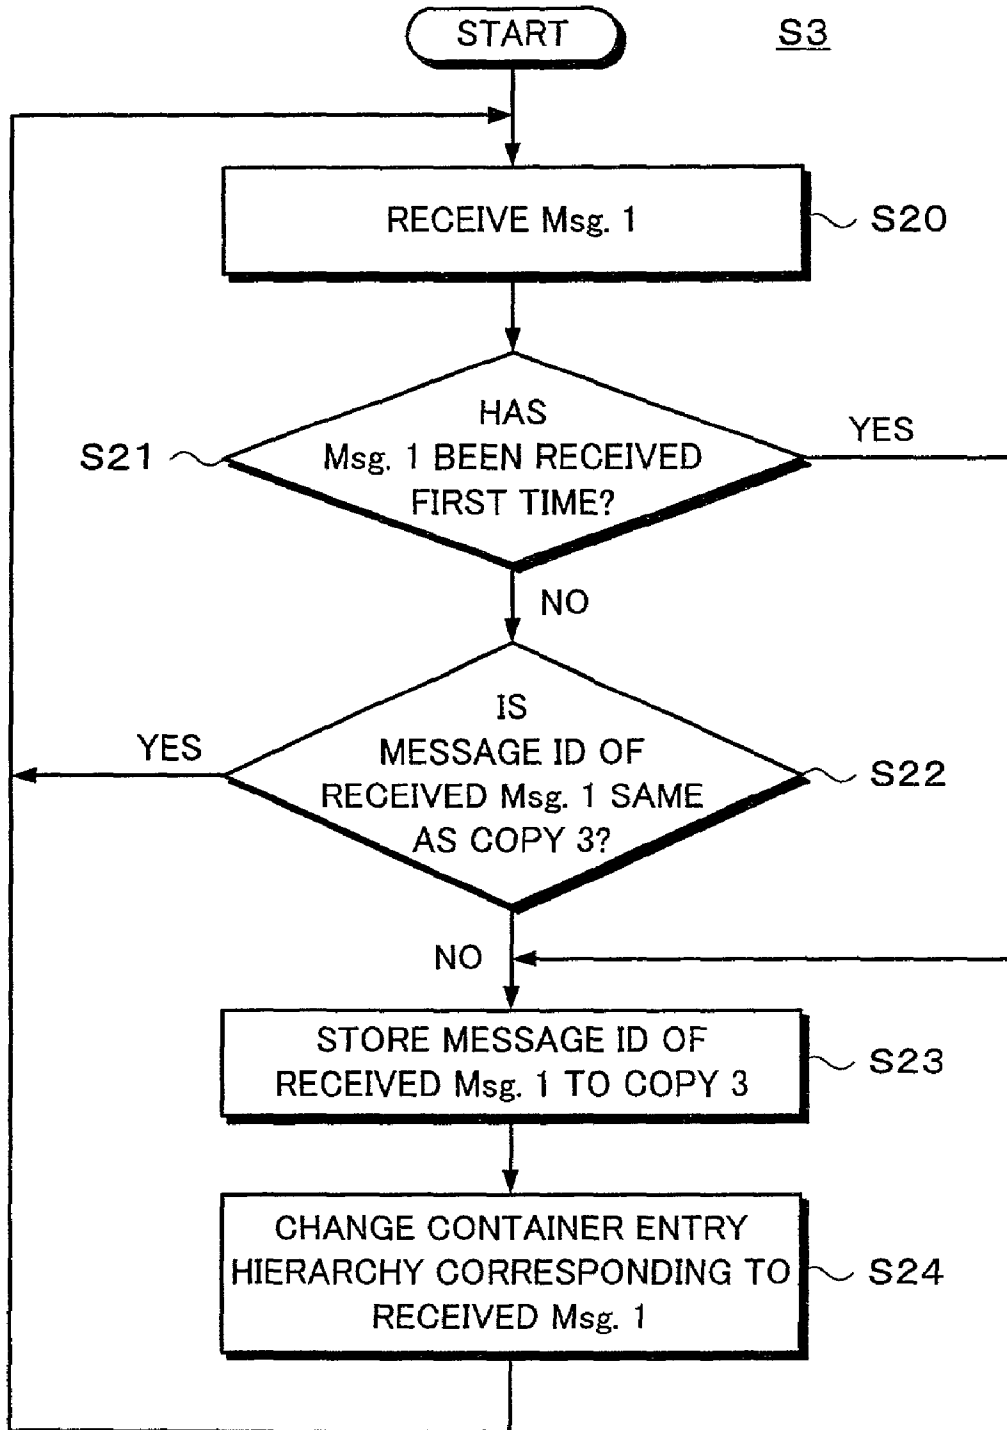 START
S3
RECEIVE Msg. 1
S20
HAS
Msg. 1 BEEN RECEIVED
FIRST TIME?
S21
YES
NO
IS
MESSAGE ID OF
RECEIVED Msg. 1 SAME
AS COPY 3?
YES
S22
NO
STORE MESSAGE ID OF
RECEIVED Msg. 1 TO COPY 3
S23
CHANGE CONTAINER ENTRY
HIERARCHY CORRESPONDING TO
RECEIVED Msg. 1
S24